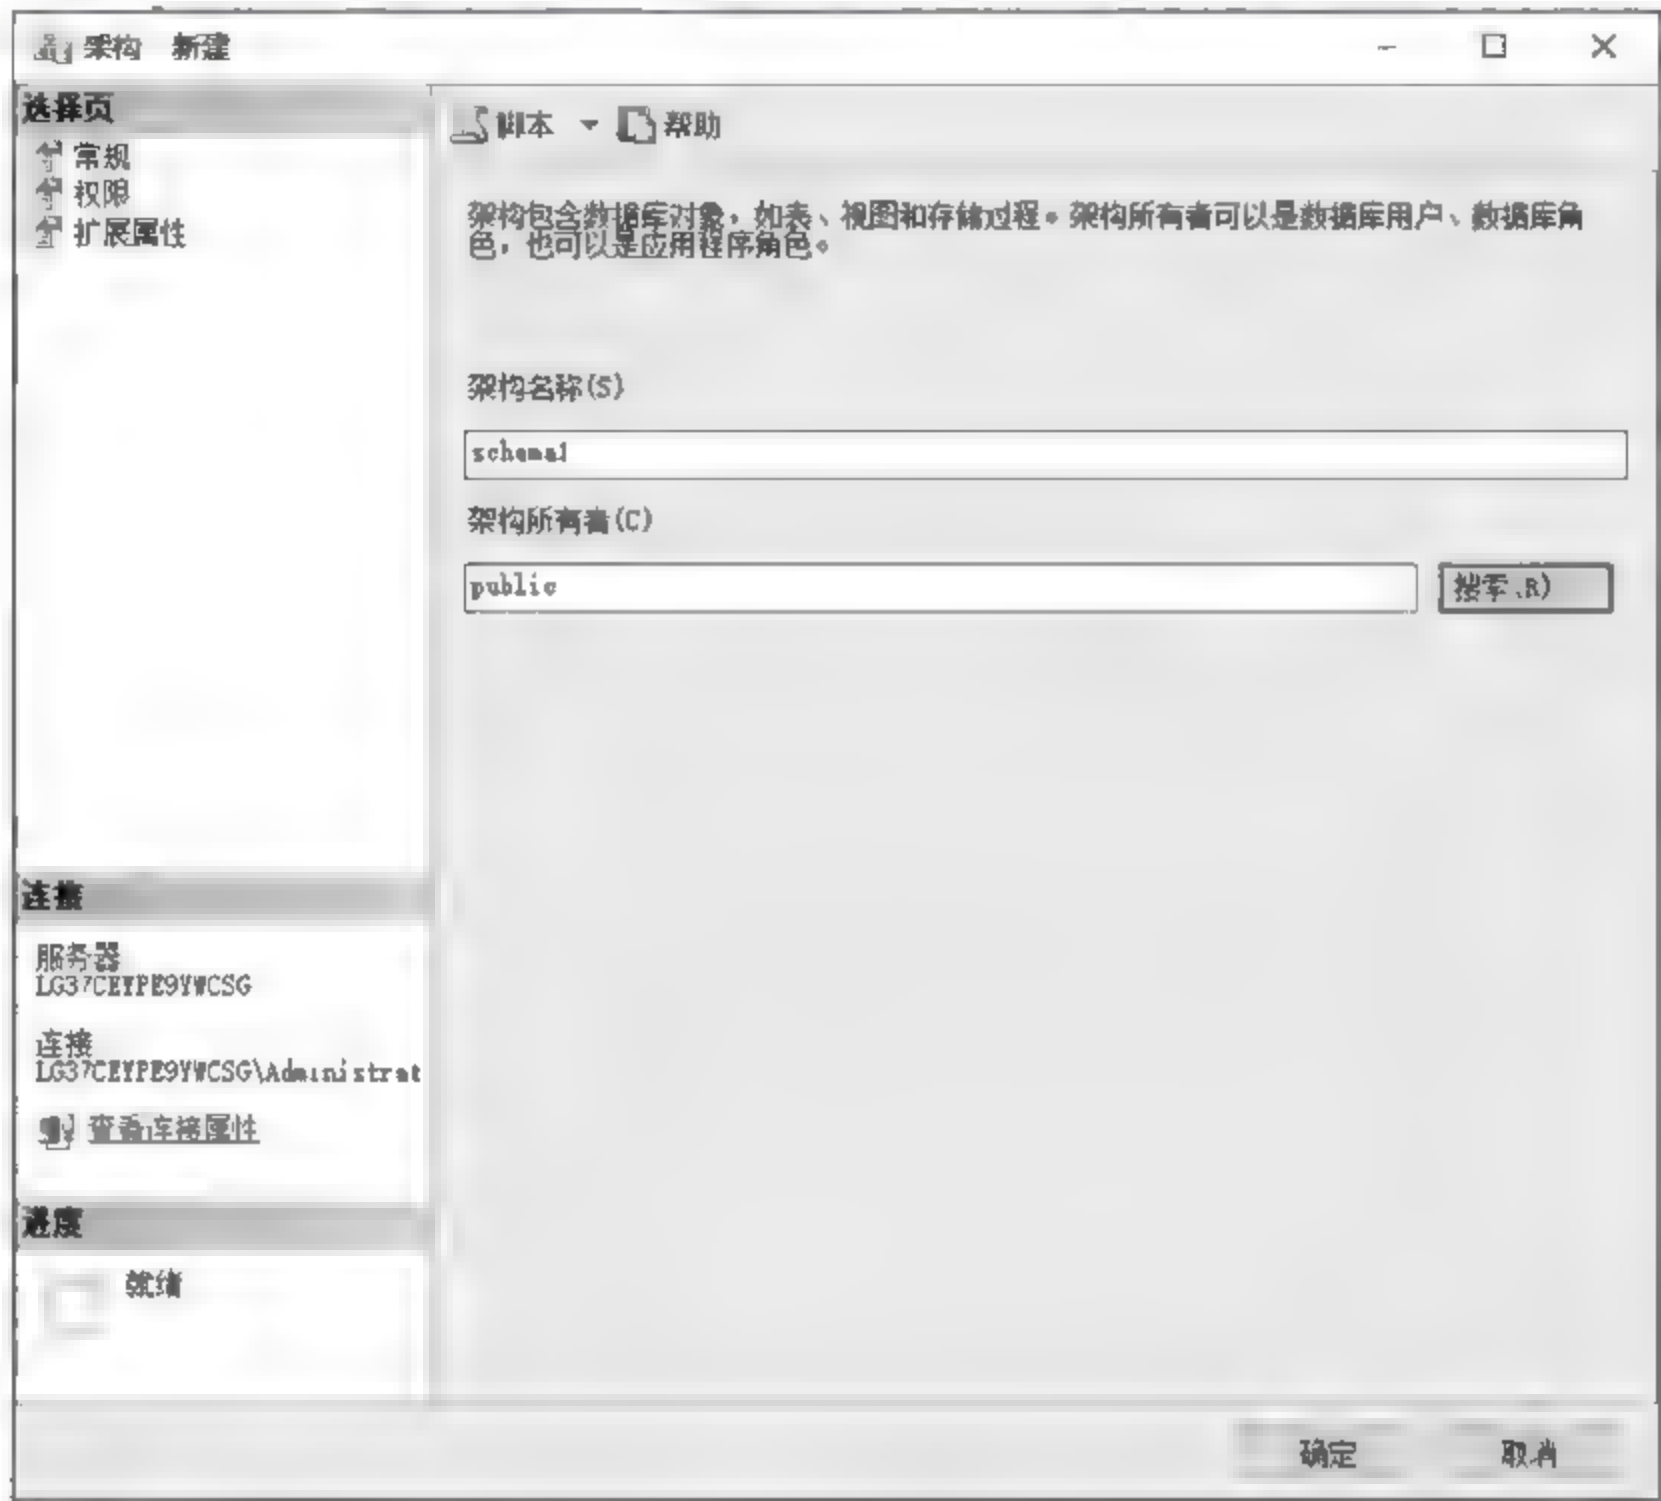 架构 新建
选择页
常规
权限
扩展属性
脚本 帮助
架构包含数据库对象，如表、视图和存储过程。架构所有者可以是数据库用户、数据库角
色，也可以是应用程序角色。
架构名称(S)
schema1
架构所有者(C)
public
搜索.R)
连接
服务器
LG37CEYPE9YWCSG
连接
LG37CEYPE9YWCSG\Administrat
查看连接属性
进度
就绪
确定 取消